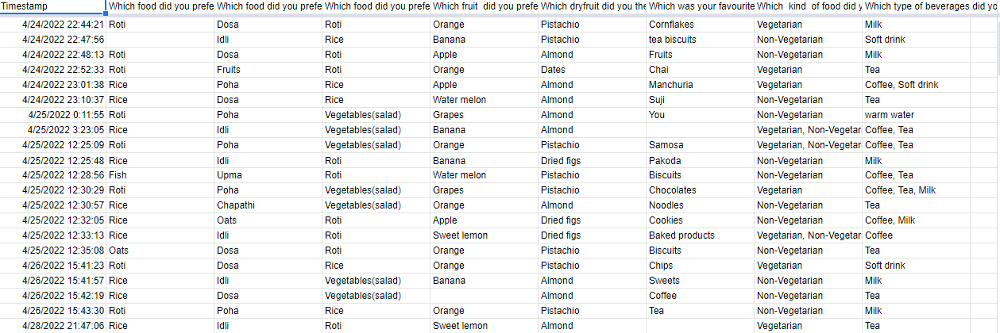 Timestamp Which food did you prefe Which food did you prefe Which food did you prefe Which fruit did you prefe Which dryfruit did you the Which was your favourite Which kind of food did y Which type of beverages did yo
4/24/2022 22:44:21 Roti Dosa Roti Orange Pistachio Cornflakes Vegetarian Milk
4/24/2022 22:47:56 Idli Rice Banana Pistachio tea biscuits Non-Vegetarian Soft drink
4/24/2022 22:48:13 Roti Dosa Roti Apple Almond Fruits Non-Vegetarian Milk
4/24/2022 22:52:33 Roti Fruits Roti Orange Dates Chai Vegetarian Tea
4/24/2022 23:01:38 Rice Poha Rice Apple Almond Manchuria Vegetarian Coffee, Soft drink
4/24/2022 23:10:37 Rice Dosa Rice Water melon Almond Suji Non-Vegetarian Tea
4/25/2022 0:11:55 Roti Poha Vegetables(salad) Grapes Almond You Non-Vegetarian warm water
4/25/2022 3:23:05 Rice Idli Vegetables(salad) Banana Almond Vegetarian, Non-Vegetar Coffee, Tea
4/25/2022 12:25:09 Roti Poha Vegetables(salad) Orange Pistachio Samosa Vegetarian, Non-Vegetar Coffee, Tea
4/25/2022 12:25:48 Rice Idli Roti Banana Dried figs Pakoda Non-Vegetarian Milk
4/25/2022 12:28:56 Fish Upma Roti Water melon Pistachio Biscuits Non-Vegetarian Coffee, Tea
4/25/2022 12:30:29 Roti Poha Vegetables(salad) Grapes Pistachio Chocolates Vegetarian Coffee, Tea, Milk
4/25/2022 12:30:57 Rice Chapathi Vegetables(salad) Orange Almond Noodles Non-Vegetarian Tea
4/25/2022 12:32:05 Rice Oats Roti Apple Dried figs Cookies Non-Vegetarian Coffee, Milk
4/25/2022 12:33:13 Rice Idli Roti Sweet lemon Dried figs Baked products Vegetarian, Non-Vegetar Coffee
4/25/2022 12:35:08 Oats Dosa Roti Orange Pistachio Biscuits Non-Vegetarian Tea
4/26/2022 15:41:23 Roti Dosa Rice Orange Pistachio Chips Vegetarian Soft drink
4/26/2022 15:41:57 Rice Idli Vegetables(salad) Banana Almond Sweets Non-Vegetarian Milk
4/26/2022 15:42:19 Rice Dosa Vegetables(salad) Almond Coffee Non-Vegetarian Tea
4/26/2022 15:43:30 Roti Poha Rice Orange Pistachio Tea Non-Vegetarian Milk
4/28/2022 21:47:06 Rice Idli Roti Sweet lemon Almond Vegetarian Tea